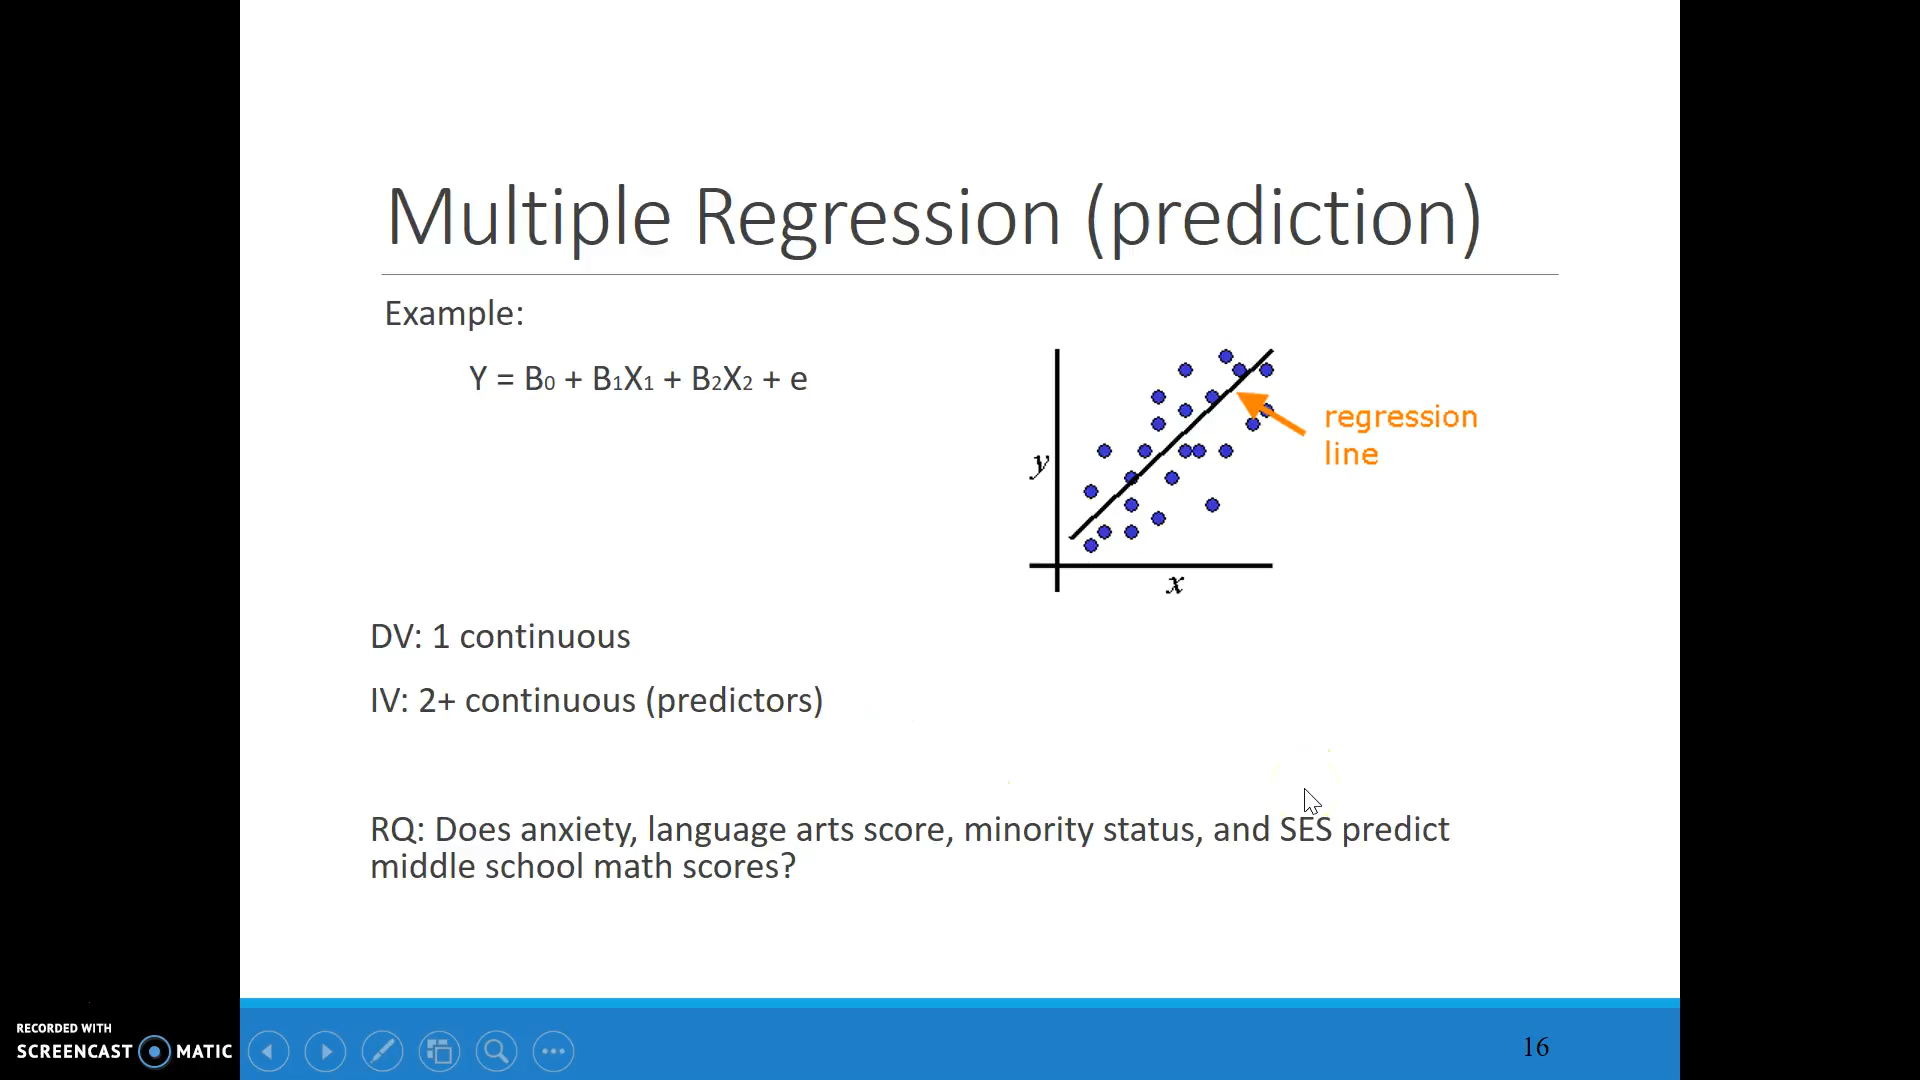 Multiple Regression (prediction)
Example:
Y = B₀ + B₁X₁ + B₂X₂ + e
regression
line
y
x
DV: 1 continuous
IV: 2+ continuous (predictors)
RQ: Does anxiety, language arts score, minority status, and SES predict
middle school math scores?
RECORDED WITH
SCREENCAST MATIC
16